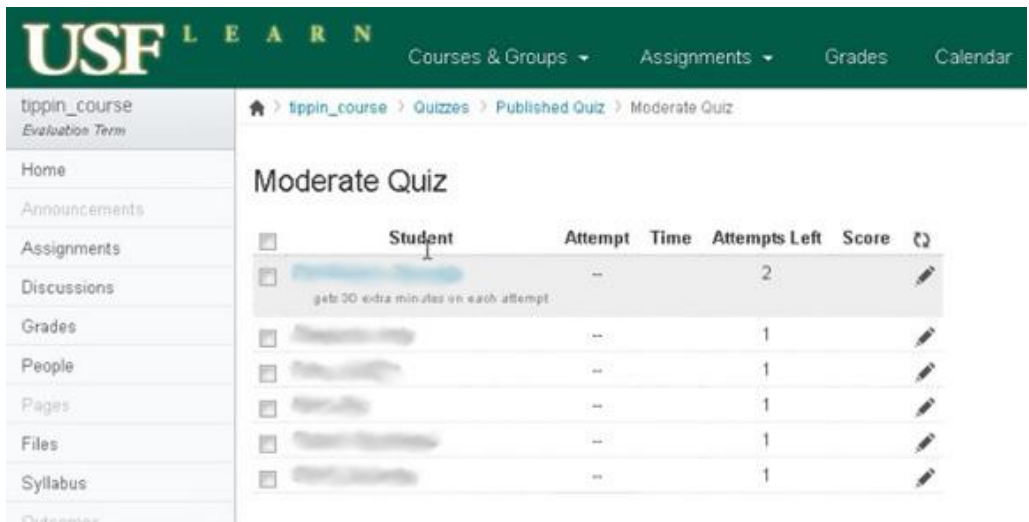 USF LEARN
Courses & Groups Assignments Grades Calendar
tippin_course
Evaluation Term
tippin_course > Quizzes > Published Quiz > Moderate Quiz
Home
Announcements
Assignments
Discussions
Grades
People
Pages
Files
Syllabus
Outcomes
Moderate Quiz
Student Attempt Time Attempts Left Score
-- 2
gets 30 extra minutes on each attempt
-- 1
-- 1
-- 1
-- 1
-- 1